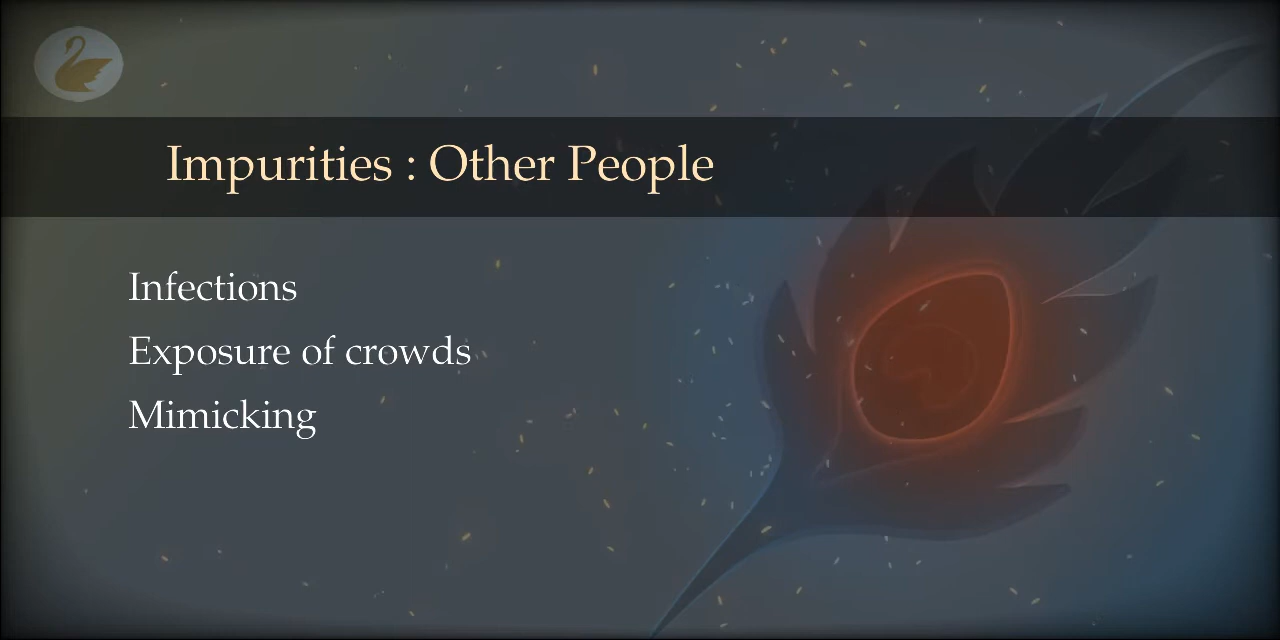 Impurities : Other People
Infections
Exposure of crowds
Mimicking